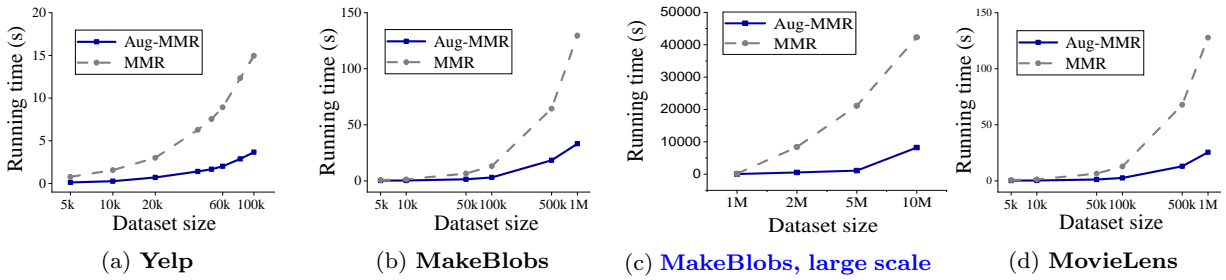 Running time (s)
20
15
10
5
0
Aug-MMR
MMR
5k 10k 20k 60k 100k
Dataset size
(a) Yelp
Running time (s)
150
100
50
0
Aug-MMR
MMR
5k 10k 50k 100k 500k 1M
Dataset size
(b) MakeBlobs
Running time (s)
50000
40000
30000
20000
10000
0
Aug-MMR
MMR
1M 2M 5M 10M
Dataset size
(c) MakeBlobs, large scale
Running time (s)
150
100
50
0
Aug-MMR
MMR
5k 10k 50k 100k 500k 1M
Dataset size
(d) MovieLens